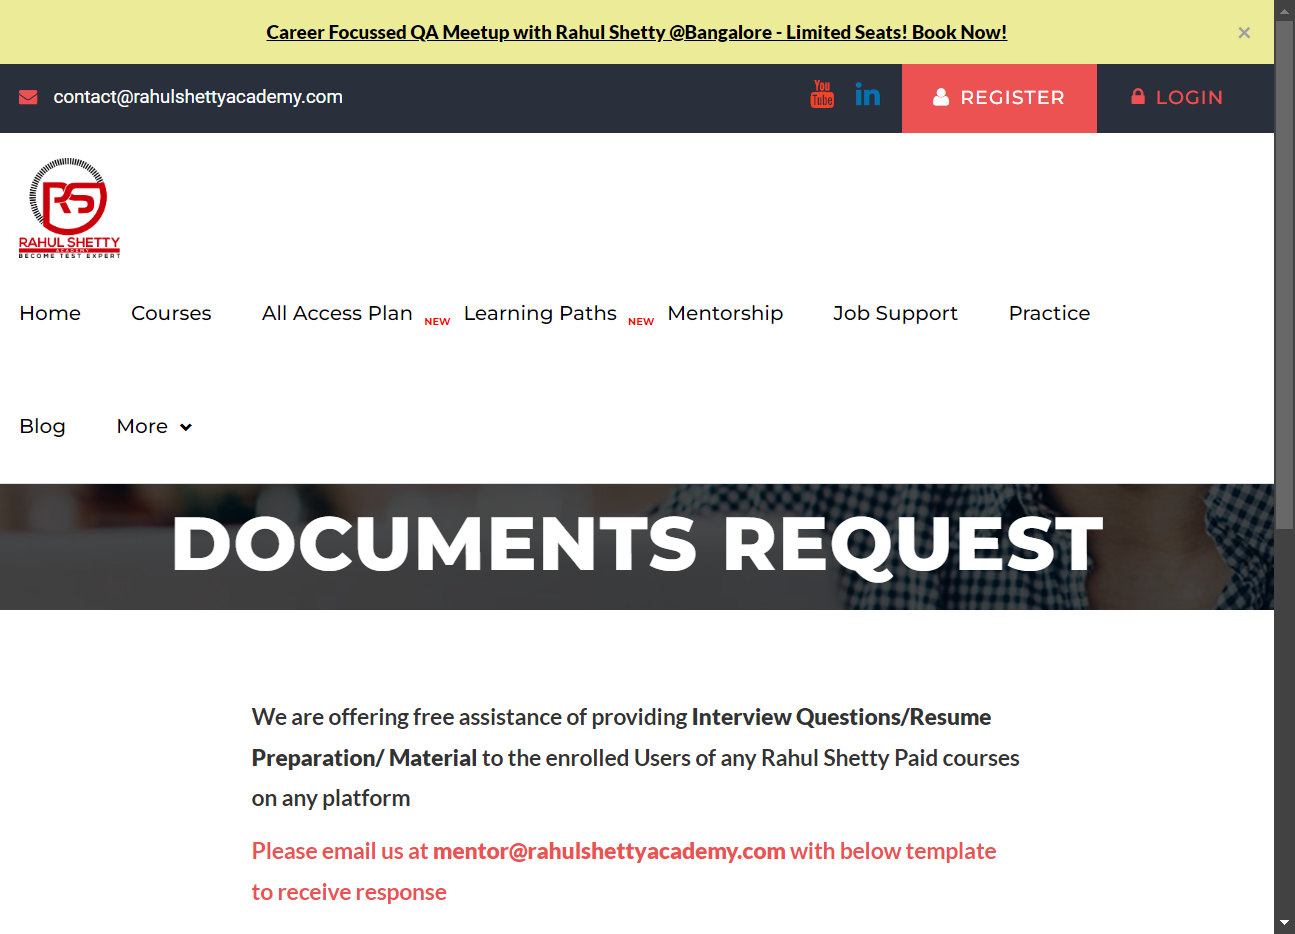 Career Focussed QA Meetup with Rahul Shetty @Bangalore - Limited Seats! Book Now!
×
contact@rahulshettyacademy.com
You
Tube
in
REGISTER
LOGIN
RS
RAHUL SHETTY
ACADEMY
BECOME TEST EXPERT
Home
Courses
All Access Plan NEW
Learning Paths NEW
Mentorship
Job Support
Practice
Blog
More
DOCUMENTS REQUEST
We are offering free assistance of providing Interview Questions/Resume
Preparation/ Material to the enrolled Users of any Rahul Shetty Paid courses
on any platform
Please email us at mentor@rahulshettyacademy.com with below template
to receive response